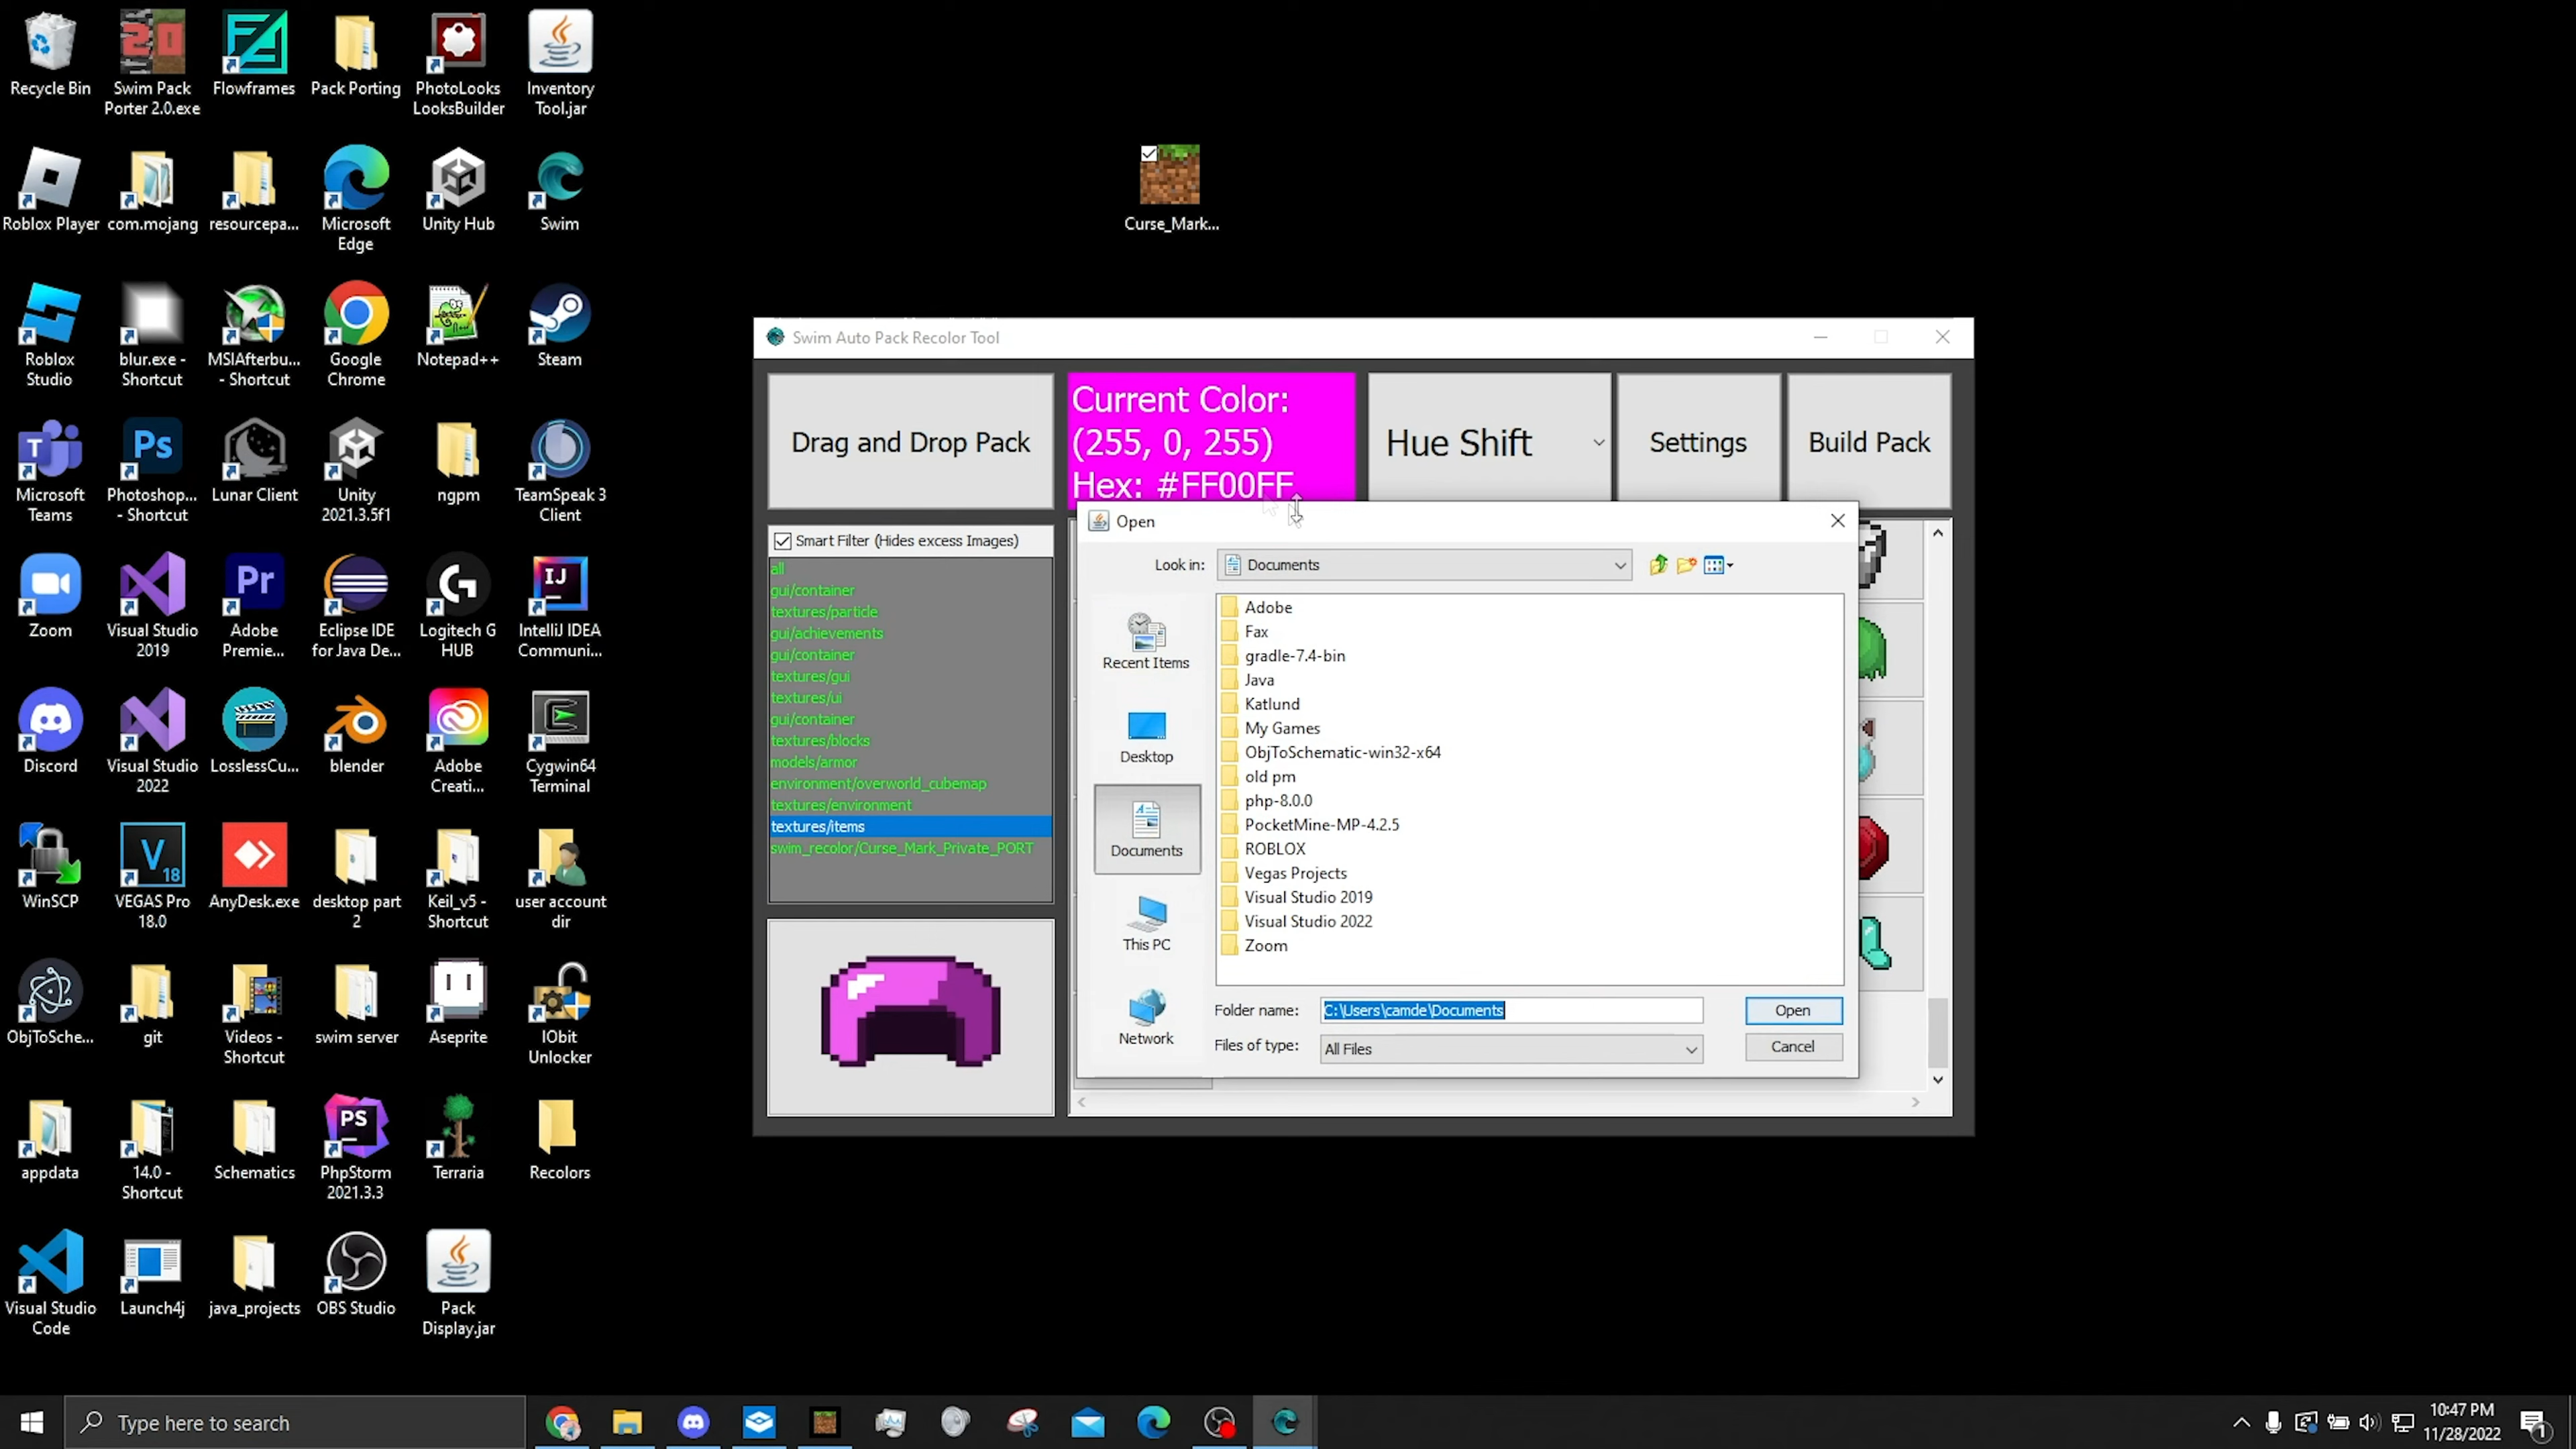 Recycle Bin
Swim Pack
Porter 2.0.exe
Flowframes
Pack Porting
PhotoLooks
LooksBuilder
Inventory
Tool.jar
Roblox Player
com.mojang
resourcepa...
Microsoft
Edge
Unity Hub
Swim
Roblox
Studio
blur.exe -
Shortcut
MSIAfterbu...
- Shortcut
Google
Chrome
Notepad++
Steam
Microsoft
Teams
Photoshop...
- Shortcut
Lunar Client
Unity
2021.3.5f1
ngpm
TeamSpeak 3
Client
Zoom
Visual Studio
2019
Adobe
Premie...
Eclipse IDE
for Java De...
Logitech G
HUB
IntelliJ IDEA
Communi...
Discord
Visual Studio
2022
LosslessCu...
blender
Adobe
Creati...
Cygwin64
Terminal
WinSCP
VEGAS Pro
18.0
AnyDesk.exe
desktop part
2
Keil_v5 -
Shortcut
user account
dir
ObjToSche...
git
Videos -
Shortcut
swim server
Aseprite
IObit
Unlocker
appdata
14.0 -
Shortcut
Schematics
PhpStorm
2021.3.3
Terraria
Recolors
Visual Studio
Code
Launch4j
java_projects
OBS Studio
Pack
Display.jar
Curse_Mark...
Swim Auto Pack Recolor Tool
Drag and Drop Pack
Current Color:
(255, 0, 255)
Hex: #FF00FF
Hue Shift
Settings
Build Pack
Smart Filter (Hides excess Images)
all
gui/container
textures/particle
gui/achievements
gui/container
textures/gui
textures/ui
gui/container
textures/blocks
models/armor
environment/overworld_cubemap
textures/environment
textures/items
swim_recolor/Curse_Mark_Private_PORT
Open
Look in:
Documents
Recent Items
Desktop
Documents
This PC
Network
Adobe
Fax
gradle-7.4-bin
Java
Katlund
My Games
ObjToSchematic-win32-x64
old pm
php-8.0.0
PocketMine-MP-4.2.5
ROBLOX
Vegas Projects
Visual Studio 2019
Visual Studio 2022
Zoom
Folder name:
C:\Users\camde\Documents
Open
Files of type:
All Files
Cancel
Type here to search
10:47 PM
11/28/2022
1